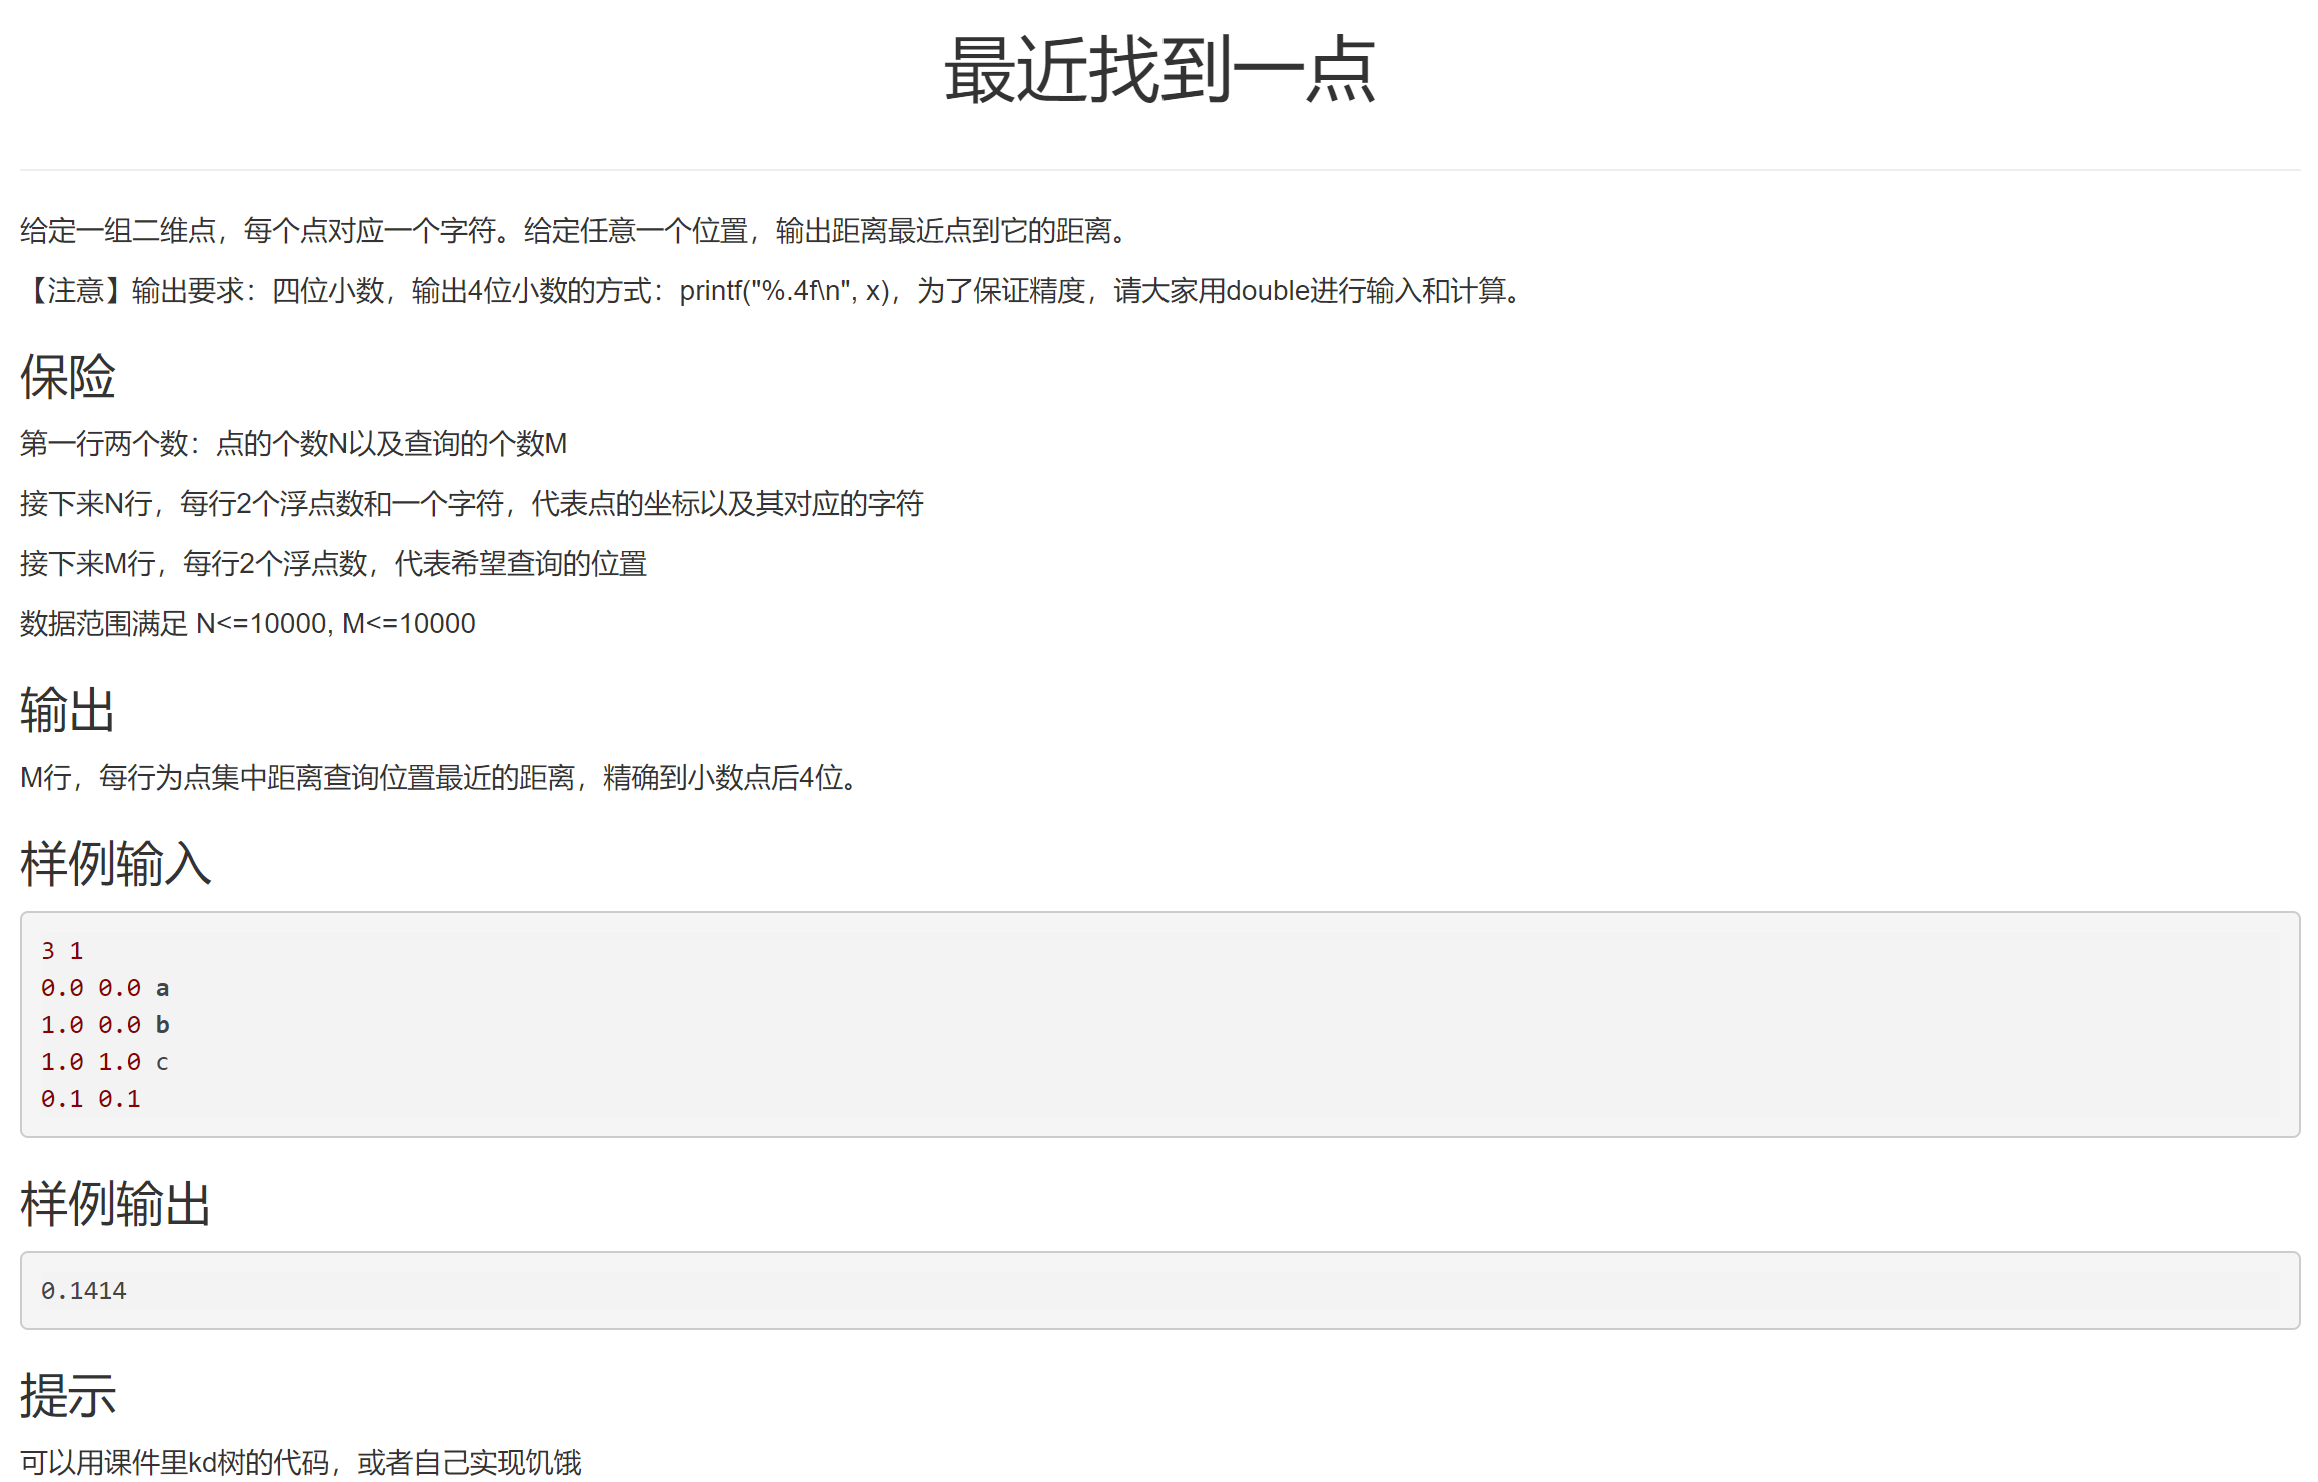 最近找到一点
给定一组二维点，每个点对应一个字符。给定任意一个位置，输出距离最近点到它的距离。
【注意】输出要求：四位小数，输出4位小数的方式：printf("%.4f\n", x)，为了保证精度，请大家用double进行输入和计算。
保险
第一行两个数：点的个数N以及查询的个数M
接下来N行，每行2个浮点数和一个字符，代表点的坐标以及其对应的字符
接下来M行，每行2个浮点数，代表希望查询的位置
数据范围满足 N<=10000, M<=10000
输出
M行，每行为点集中距离查询位置最近的距离，精确到小数点后4位。
样例输入
3 1
0.0 0.0 a
1.0 0.0 b
1.0 1.0 c
0.1 0.1
样例输出
0.1414
提示
可以用课件里kd树的代码，或者自己实现饥饿